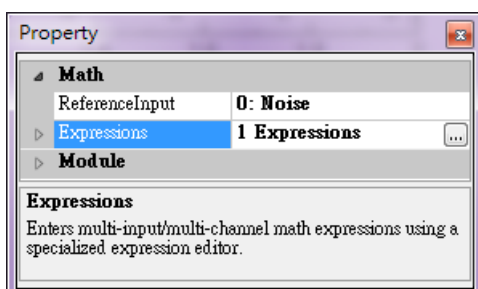 Property
Math
ReferenceInput 0: Noise
Expressions 1 Expressions ...
Module
Expressions
Enters multi-input/multi-channel math expressions using a
specialized expression editor.